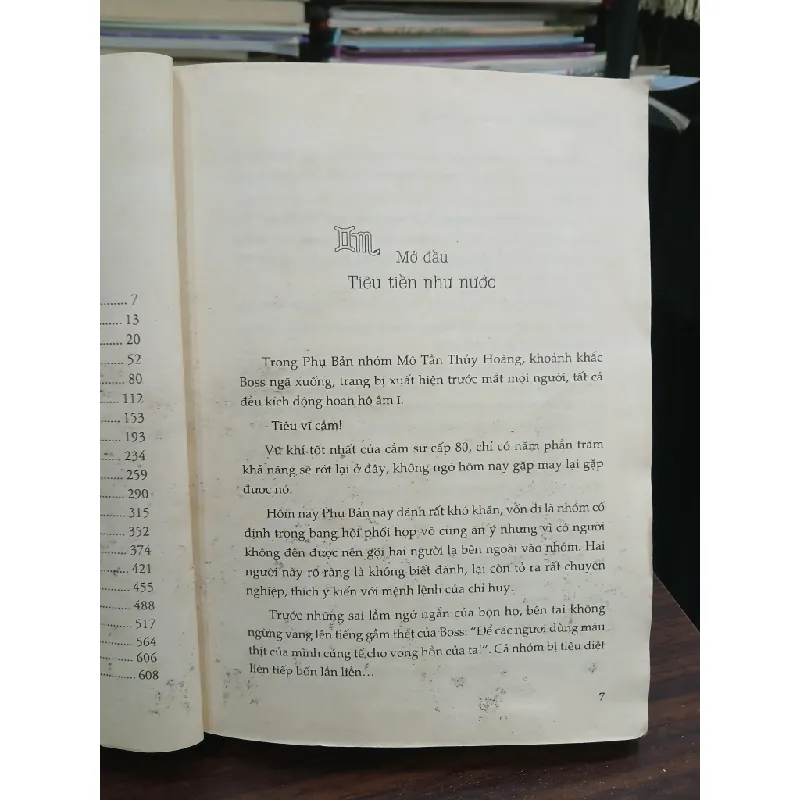 ..........7
...... 13
........ 20
...... 52
...... 80
...... 112
....... 153
...... 193
...... 234
...... 259
....... 290
...... 315
...... 352
....... 374
...... 421
...... 455
...... 488
....... 517
...... 564
....... 606
....... 608
Mở đầu
Tiêu tiền như nước
Trong Phụ Bản nhóm Mộ Tần Thủy Hoàng, khoảnh khắc
Boss ngã xuống, trang bị xuất hiện trước mắt mọi người, tất cả
đều kích động hoan hô ầm ĩ.
- Tiêu vĩ cầm!
Vũ khí tốt nhất của cầm sư cấp 80, chỉ có năm phần trăm
khả năng sẽ rớt lại ở đây, không ngờ hôm nay gặp may lại gặp
được nó.
Hôm nay Phụ Bản này đánh rất khó khăn, vốn dĩ là nhóm cố
định trong bang hội phối hợp vô cùng ăn ý nhưng vì có người
không đến được nên gọi hai người lạ bên ngoài vào nhóm. Hai
người này rõ ràng là không biết đánh, lại còn tỏ ra rất chuyên
nghiệp, thích ý kiến với mệnh lệnh của chỉ huy.
Trước những sai lầm ngớ ngẩn của bọn họ, bên tai không
ngừng vang lên tiếng gầm thét của Boss: "Để các ngươi dùng máu
thịt của mình cúng tế cho vong hồn của ta!". Cả nhóm bị tiêu diệt
liên tiếp bốn lần liền...
7